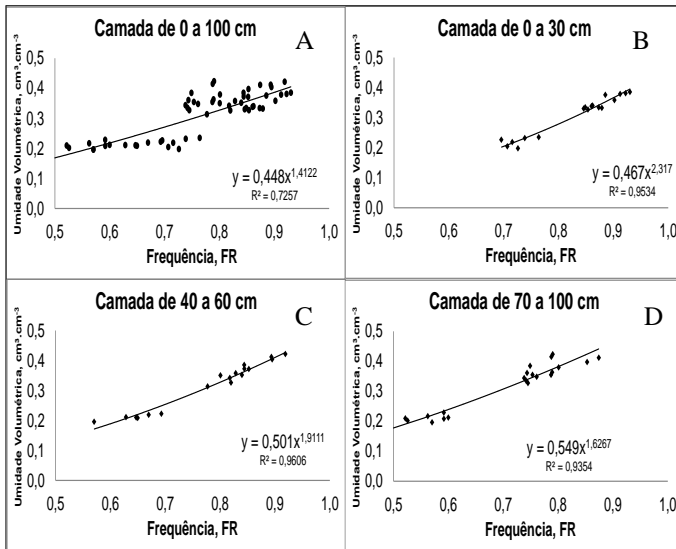 Camada de 0 a 100 cm
A
Umidade Volumétrica, cm³.cm⁻³
0,5
0,4
0,3
0,2
0,1
0,0
y = 0,448x^1,4122
R² = 0,7257
0,5 0,6 0,7 0,8 0,9 1,0
Frequência, FR
Camada de 0 a 30 cm
B
Umidade Volumétrica, cm³.cm⁻³
0,5
0,4
0,3
0,2
0,1
0,0
y = 0,467x^2,317
R² = 0,9534
0,5 0,6 0,7 0,8 0,9 1,0
Frequência, FR
Camada de 40 a 60 cm
C
Umidade Volumétrica, cm³.cm⁻³
0,5
0,4
0,3
0,2
0,1
0,0
y = 0,501x^1,9111
R² = 0,9606
0,5 0,6 0,7 0,8 0,9 1,0
Frequência, FR
Camada de 70 a 100 cm
D
Umidade Volumétrica, cm³.cm⁻³
0,5
0,4
0,3
0,2
0,1
0,0
y = 0,549x^1,6267
R² = 0,9354
0,5 0,6 0,7 0,8 0,9 1,0
Frequência, FR